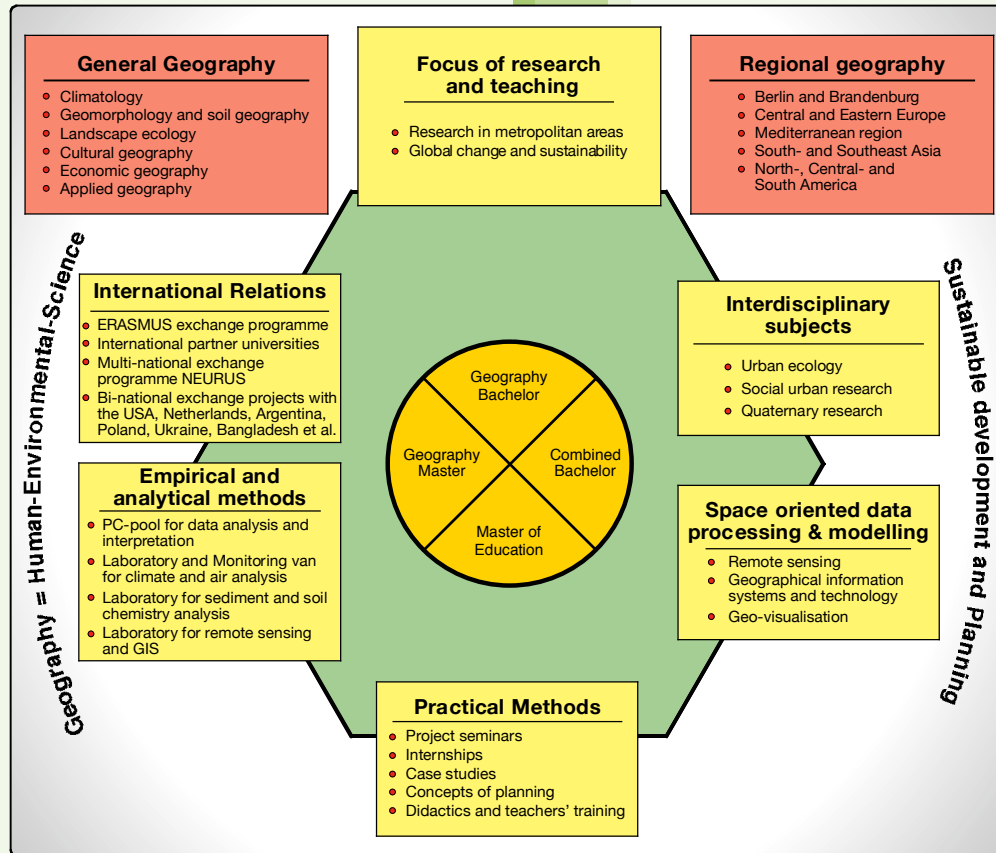 General Geography
Climatology
Geomorphology and soil geography
Landscape ecology
Cultural geography
Economic geography
Applied geography
Focus of research
and teaching
Research in metropolitan areas
Global change and sustainability
Regional geography
Berlin and Brandenburg
Central and Eastern Europe
Mediterranean region
South- and Southeast Asia
North-, Central- and
South America
Geography = Human-Environmental-Science
International Relations
ERASMUS exchange programme
International partner universities
Multi-national exchange
programme NEURUS
Bi-national exchange projects with
the USA, Netherlands, Argentina,
Poland, Ukraine, Bangladesh et al.
Empirical and
analytical methods
PC-pool for data analysis and
interpretation
Laboratory and Monitoring van
for climate and air analysis
Laboratory for sediment and soil
chemistry analysis
Laboratory for remote sensing
and GIS
Geography
Bachelor
Geography
Master
Combined
Bachelor
Master of
Education
Interdisciplinary
subjects
Urban ecology
Social urban research
Quaternary research
Space oriented data
processing & modelling
Remote sensing
Geographical information
systems and technology
Geo-visualisation
Sustainable development and Planning
Practical Methods
Project seminars
Internships
Case studies
Concepts of planning
Didactics and teachers' training